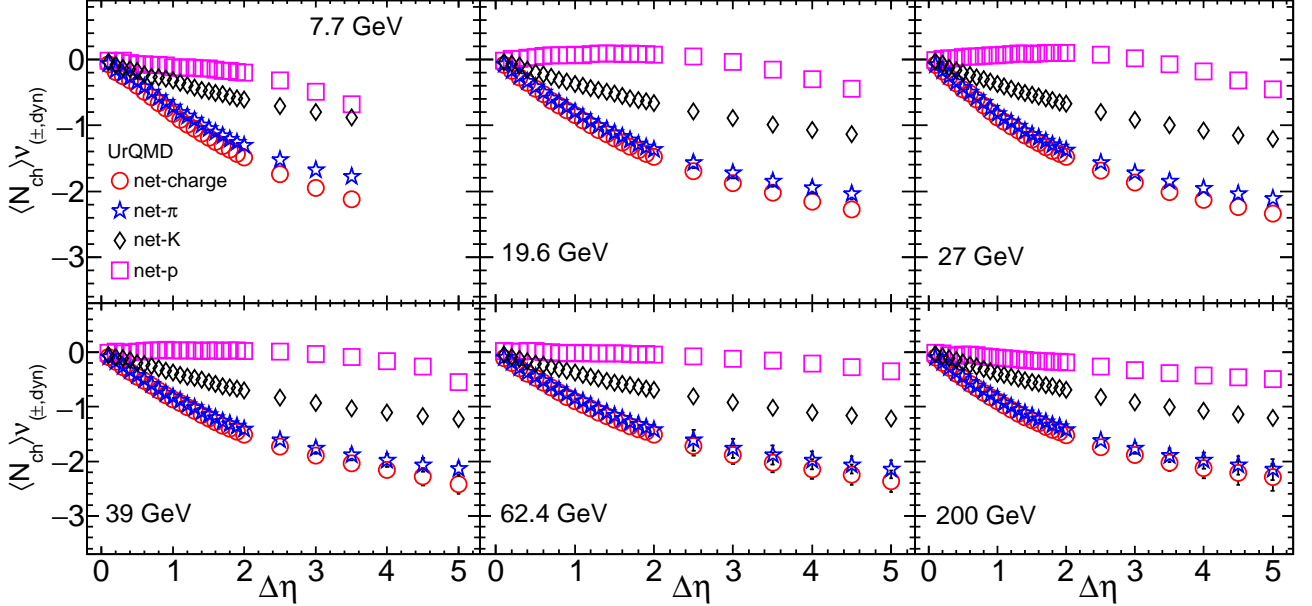 7.7 GeV
0
−1
−2
−3
⟨N_ch⟩ν_(±,dyn)
UrQMD
net-charge
net-π
net-K
net-p
19.6 GeV
27 GeV
0
−1
−2
−3
⟨N_ch⟩ν_(±,dyn)
39 GeV
62.4 GeV
200 GeV
0 1 2 3 4 5
0 1 2 3 4 5
0 1 2 3 4 5
Δη
Δη
Δη